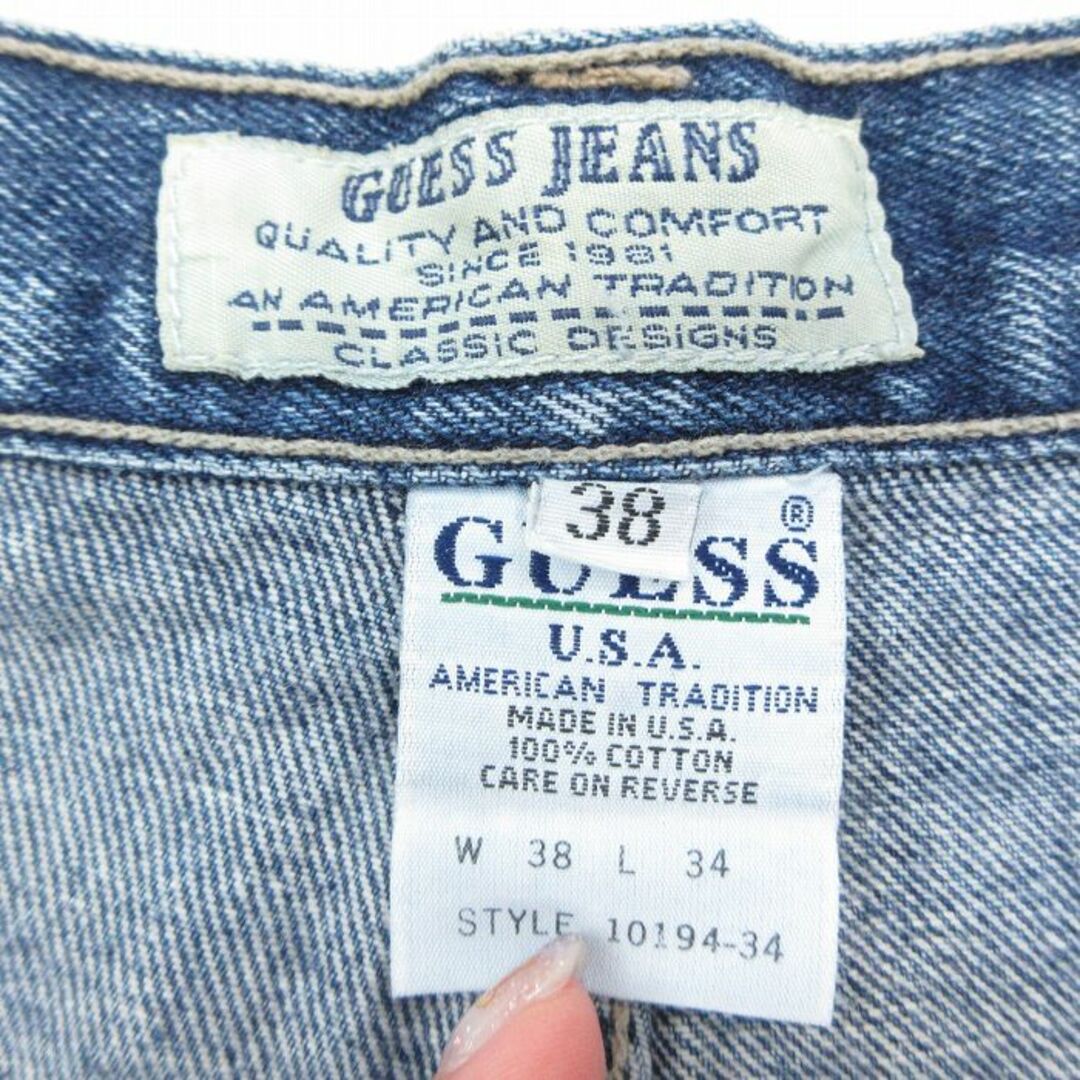 GUESS JEANS
QUALITY AND COMFORT
SINCE 1981
AN AMERICAN TRADITION
CLASSIC DESIGNS
38
GUESS ®
U.S.A.
AMERICAN TRADITION
MADE IN U.S.A.
100% COTTON
CARE ON REVERSE
W 38 L 34
STYLE 10194-34